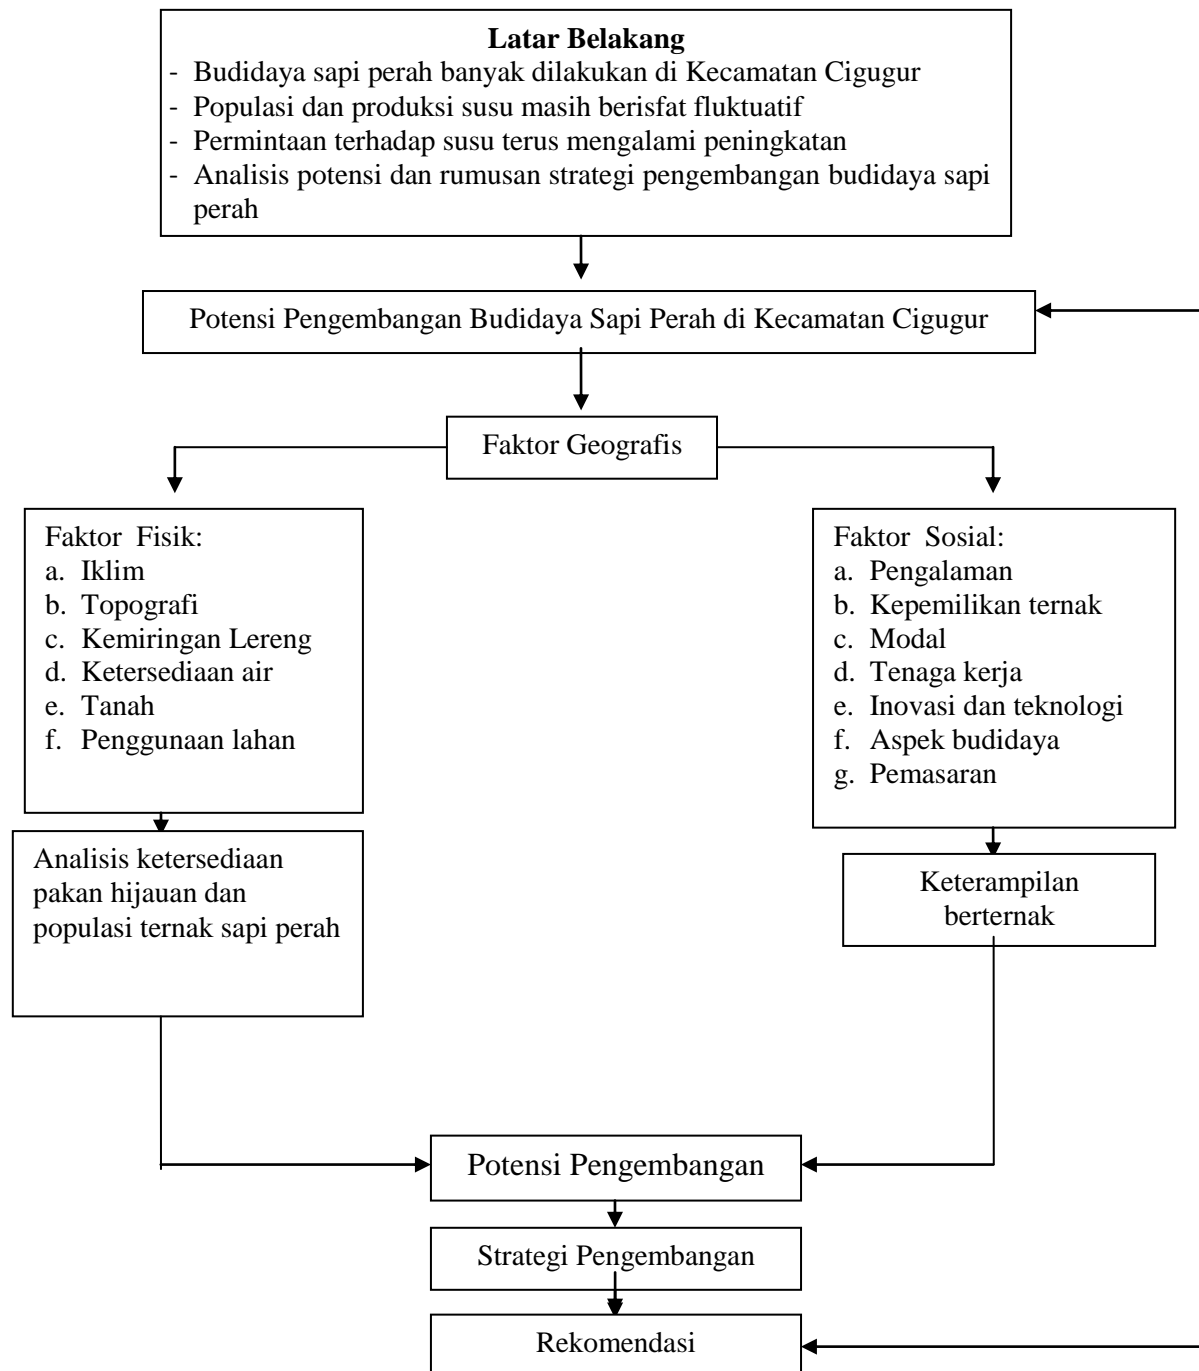 Latar Belakang
- Budidaya sapi perah banyak dilakukan di Kecamatan Cigugur
- Populasi dan produksi susu masih berisfat fluktuatif
- Permintaan terhadap susu terus mengalami peningkatan
- Analisis potensi dan rumusan strategi pengembangan budidaya sapi
perah
Potensi Pengembangan Budidaya Sapi Perah di Kecamatan Cigugur
Faktor Geografis
Faktor Fisik:
a. Iklim
b. Topografi
c. Kemiringan Lereng
d. Ketersediaan air
e. Tanah
f. Penggunaan lahan
Faktor Sosial:
a. Pengalaman
b. Kepemilikan ternak
c. Modal
d. Tenaga kerja
e. Inovasi dan teknologi
f. Aspek budidaya
g. Pemasaran
Analisis ketersediaan
pakan hijauan dan
populasi ternak sapi perah
Keterampilan
berternak
Potensi Pengembangan
Strategi Pengembangan
Rekomendasi